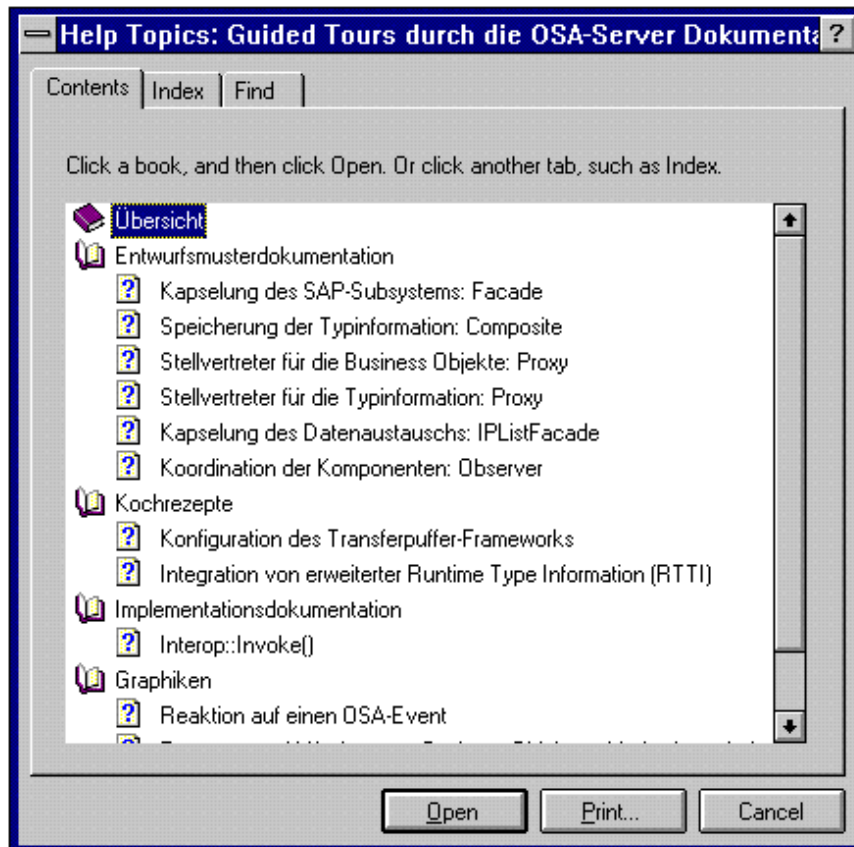 Help Topics: Guided Tours durch die OSA-Server Dokumenta ?
Contents Index Find
Click a book, and then click Open. Or click another tab, such as Index.
Übersicht
Entwurfsmusterdokumentation
? Kapselung des SAP-Subsystems: Facade
? Speicherung der Typinformation: Composite
? Stellvertreter für die Business Objekte: Proxy
? Stellvertreter für die Typinformation: Proxy
? Kapselung des Datenaustauschs: IPListFacade
? Koordination der Komponenten: Observer
Kochrezepte
? Konfiguration des Transferpuffer-Frameworks
? Integration von erweiterter Runtime Type Information (RTTI)
Implementationsdokumentation
? Interop::Invoke()
Graphiken
? Reaktion auf einen OSA-Event
Open Print... Cancel